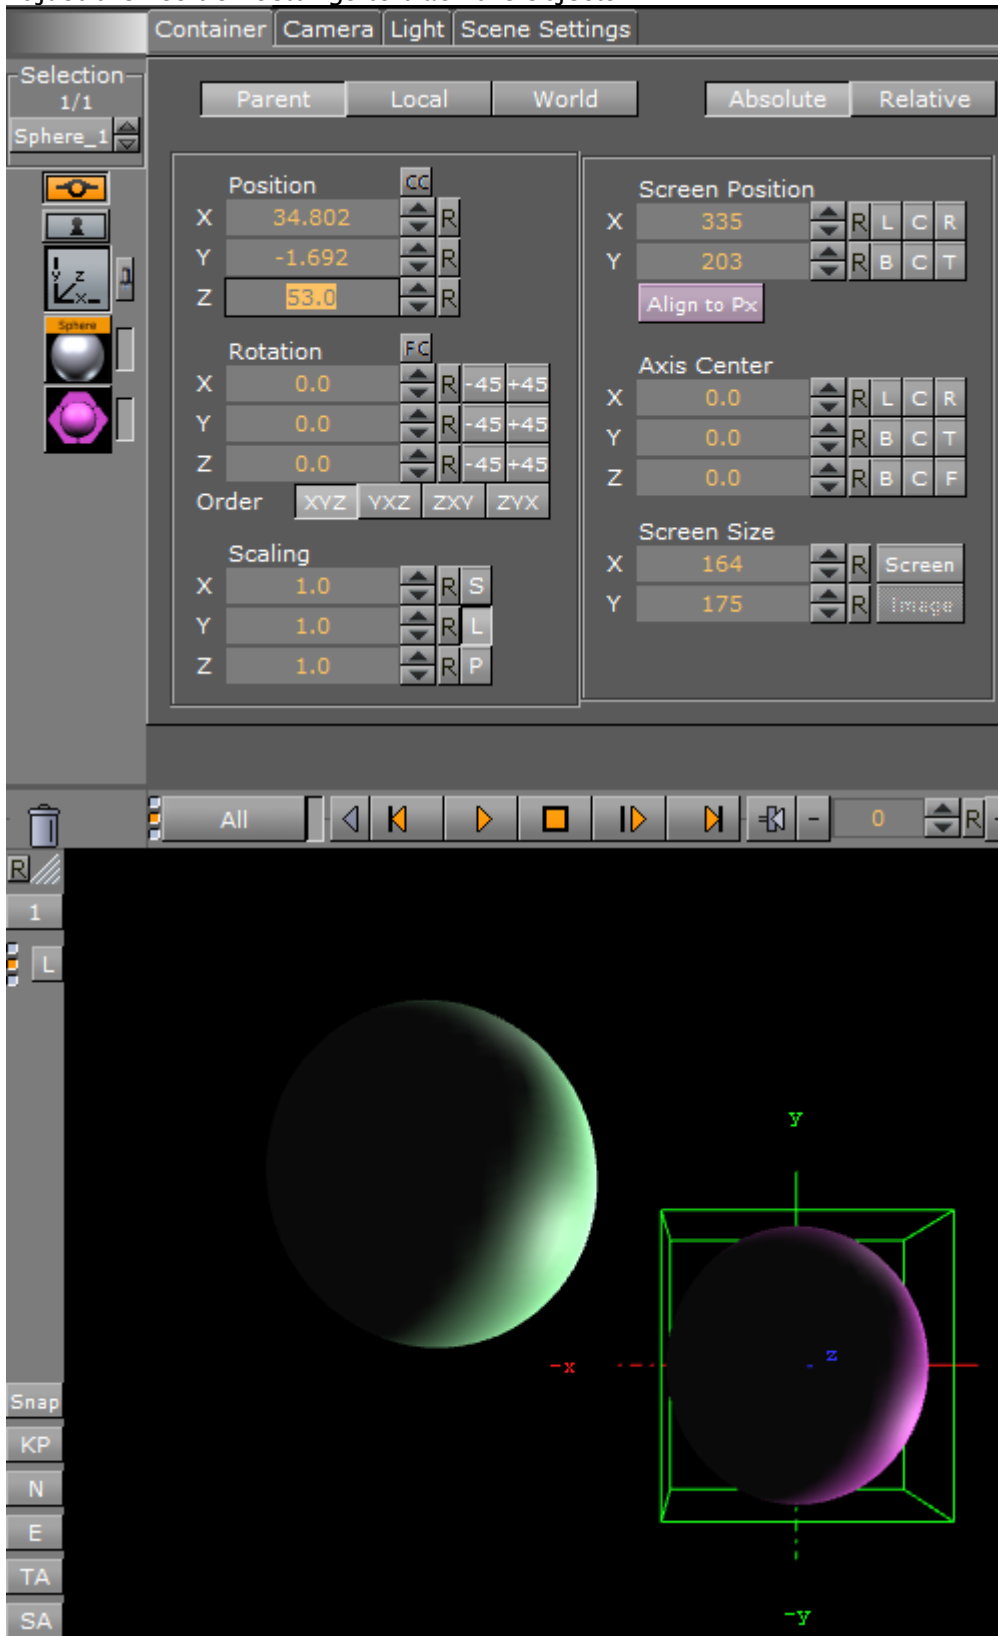 Container Camera Light Scene Settings
Selection
1/1
Sphere_1
Parent Local World Absolute Relative
Position CC
X 34.802 R
Y -1.692 R
Z 53.0 R
Rotation FC
X 0.0 R -45 +45
Y 0.0 R -45 +45
Z 0.0 R -45 +45
Order XYZ YXZ ZXY ZYX
Scaling
X 1.0 R S
Y 1.0 R L
Z 1.0 R P
Screen Position
X 335 R L C R
Y 203 R B C T
Align to Px
Axis Center
X 0.0 R L C R
Y 0.0 R B C T
Z 0.0 R B C F
Screen Size
X 164 R Screen
Y 175 R Image
y z
x
Sphere
All - 0 R -
R
1
L
y
-x z
-y
Snap
KP
N
E
TA
SA